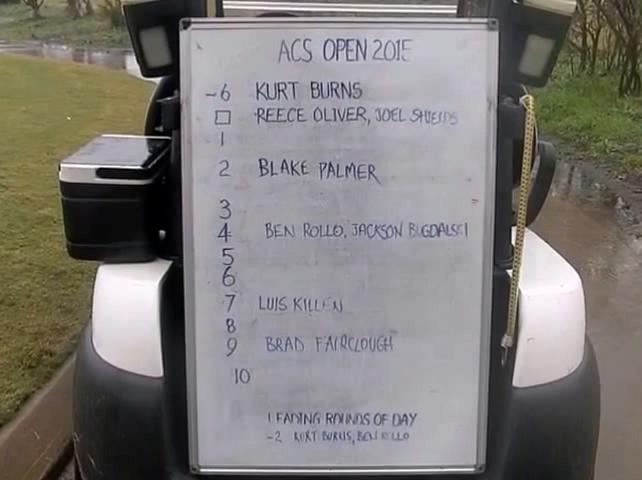 ACS OPEN 2015
-6 KURT BURNS
□ REECE OLIVER, JOEL SHIELDS
1
2 BLAKE PALMER
3
4 BEN ROLLO, JACKSON BUGDALSKI
5
6
7 LUIS KILLEN
8
9 BRAD FAIRCLOUGH
10
LEADING ROUNDS OF DAY
-2 KURT BURNS, BEN ROLLO